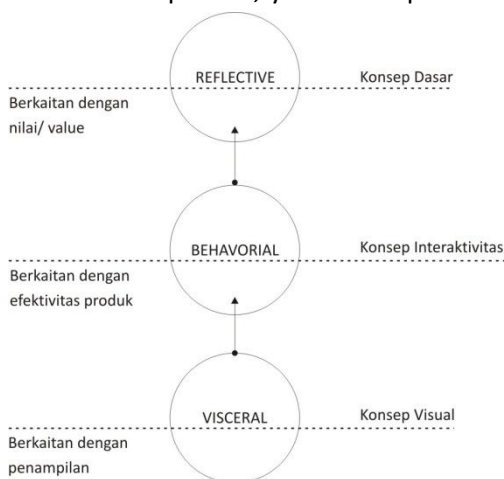 REFLECTIVE Konsep Dasar
Berkaitan dengan
nilai/ value
BEHAVORIAL Konsep Interaktivitas
Berkaitan dengan
efektivitas produk
VISCERAL Konsep Visual
Berkaitan dengan
penampilan